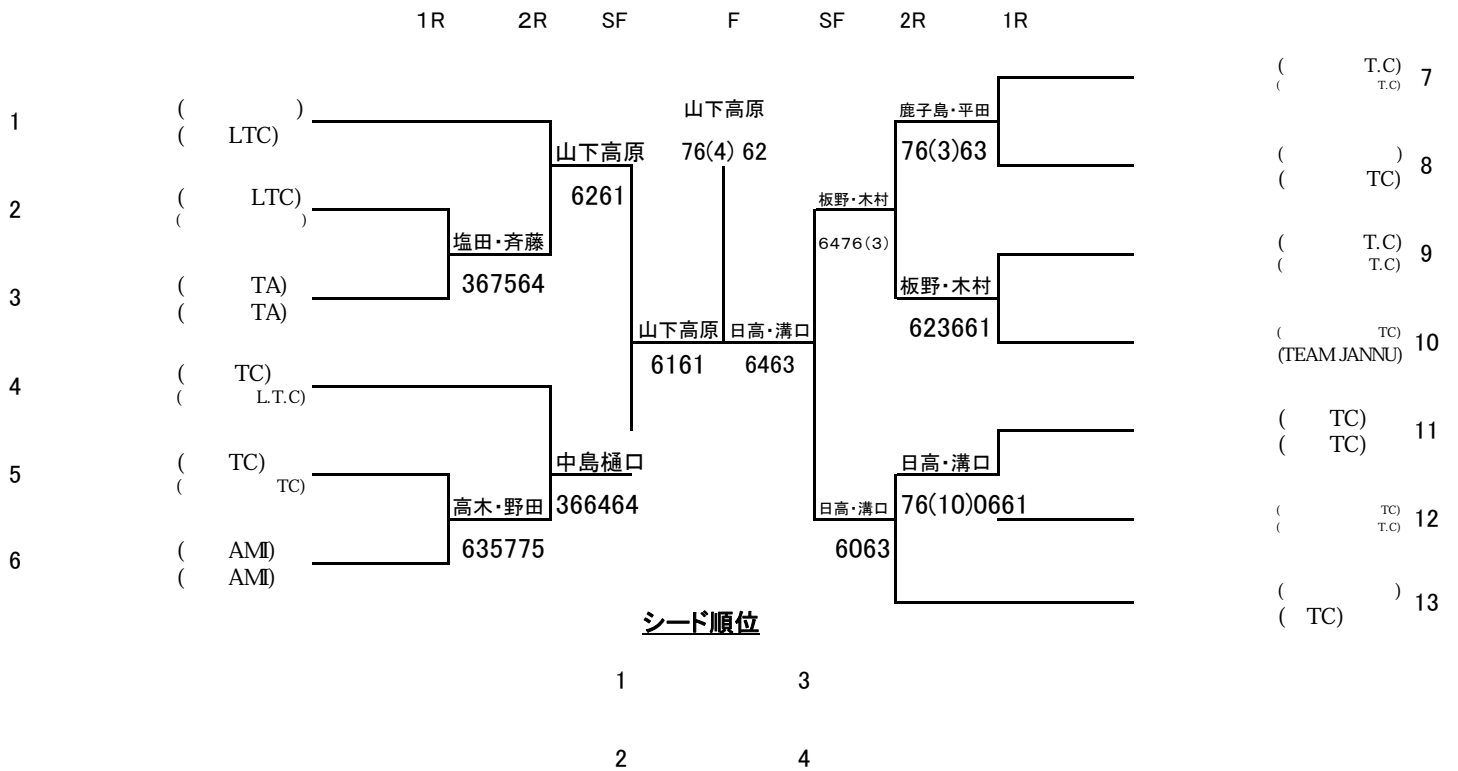 1R 2R SF F SF 2R 1R
1 ( )
( LTC)
2 ( LTC)
( )
3 ( TA)
( TA)
4 ( TC)
( L.T.C)
5 ( TC)
( TC)
6 ( AMI)
( AMI)
塩田・斉藤
367564
高木・野田
635775
山下高原
6261
中島樋口
366464
山下高原
6161
山下高原
76(4) 62
日高・溝口
6463
板野・木村
6476(3)
日高・溝口
6063
鹿子島・平田
76(3)63
板野・木村
623661
日高・溝口
76(10)0661
( T.C) 7
( T.C)
( ) 8
( TC)
( T.C) 9
( T.C)
( TC) 10
(TEAM JANNU)
( TC) 11
( TC)
( TC) 12
( T.C)
( ) 13
( TC)
シード順位
1 3
2 4